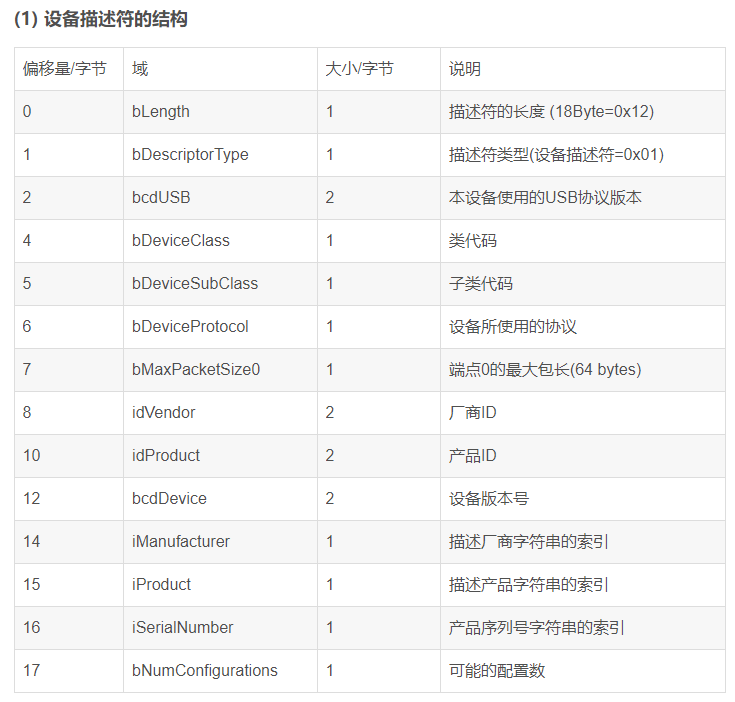 (1) 设备描述符的结构
偏移量/字节 域 大小/字节 说明
0 bLength 1 描述符的长度 (18Byte=0x12)
1 bDescriptorType 1 描述符类型(设备描述符=0x01)
2 bcdUSB 2 本设备使用的USB协议版本
4 bDeviceClass 1 类代码
5 bDeviceSubClass 1 子类代码
6 bDeviceProtocol 1 设备所使用的协议
7 bMaxPacketSize0 1 端点0的最大包长(64 bytes)
8 idVendor 2 厂商ID
10 idProduct 2 产品ID
12 bcdDevice 2 设备版本号
14 iManufacturer 1 描述厂商字符串的索引
15 iProduct 1 描述产品字符串的索引
16 iSerialNumber 1 产品序列号字符串的索引
17 bNumConfigurations 1 可能的配置数